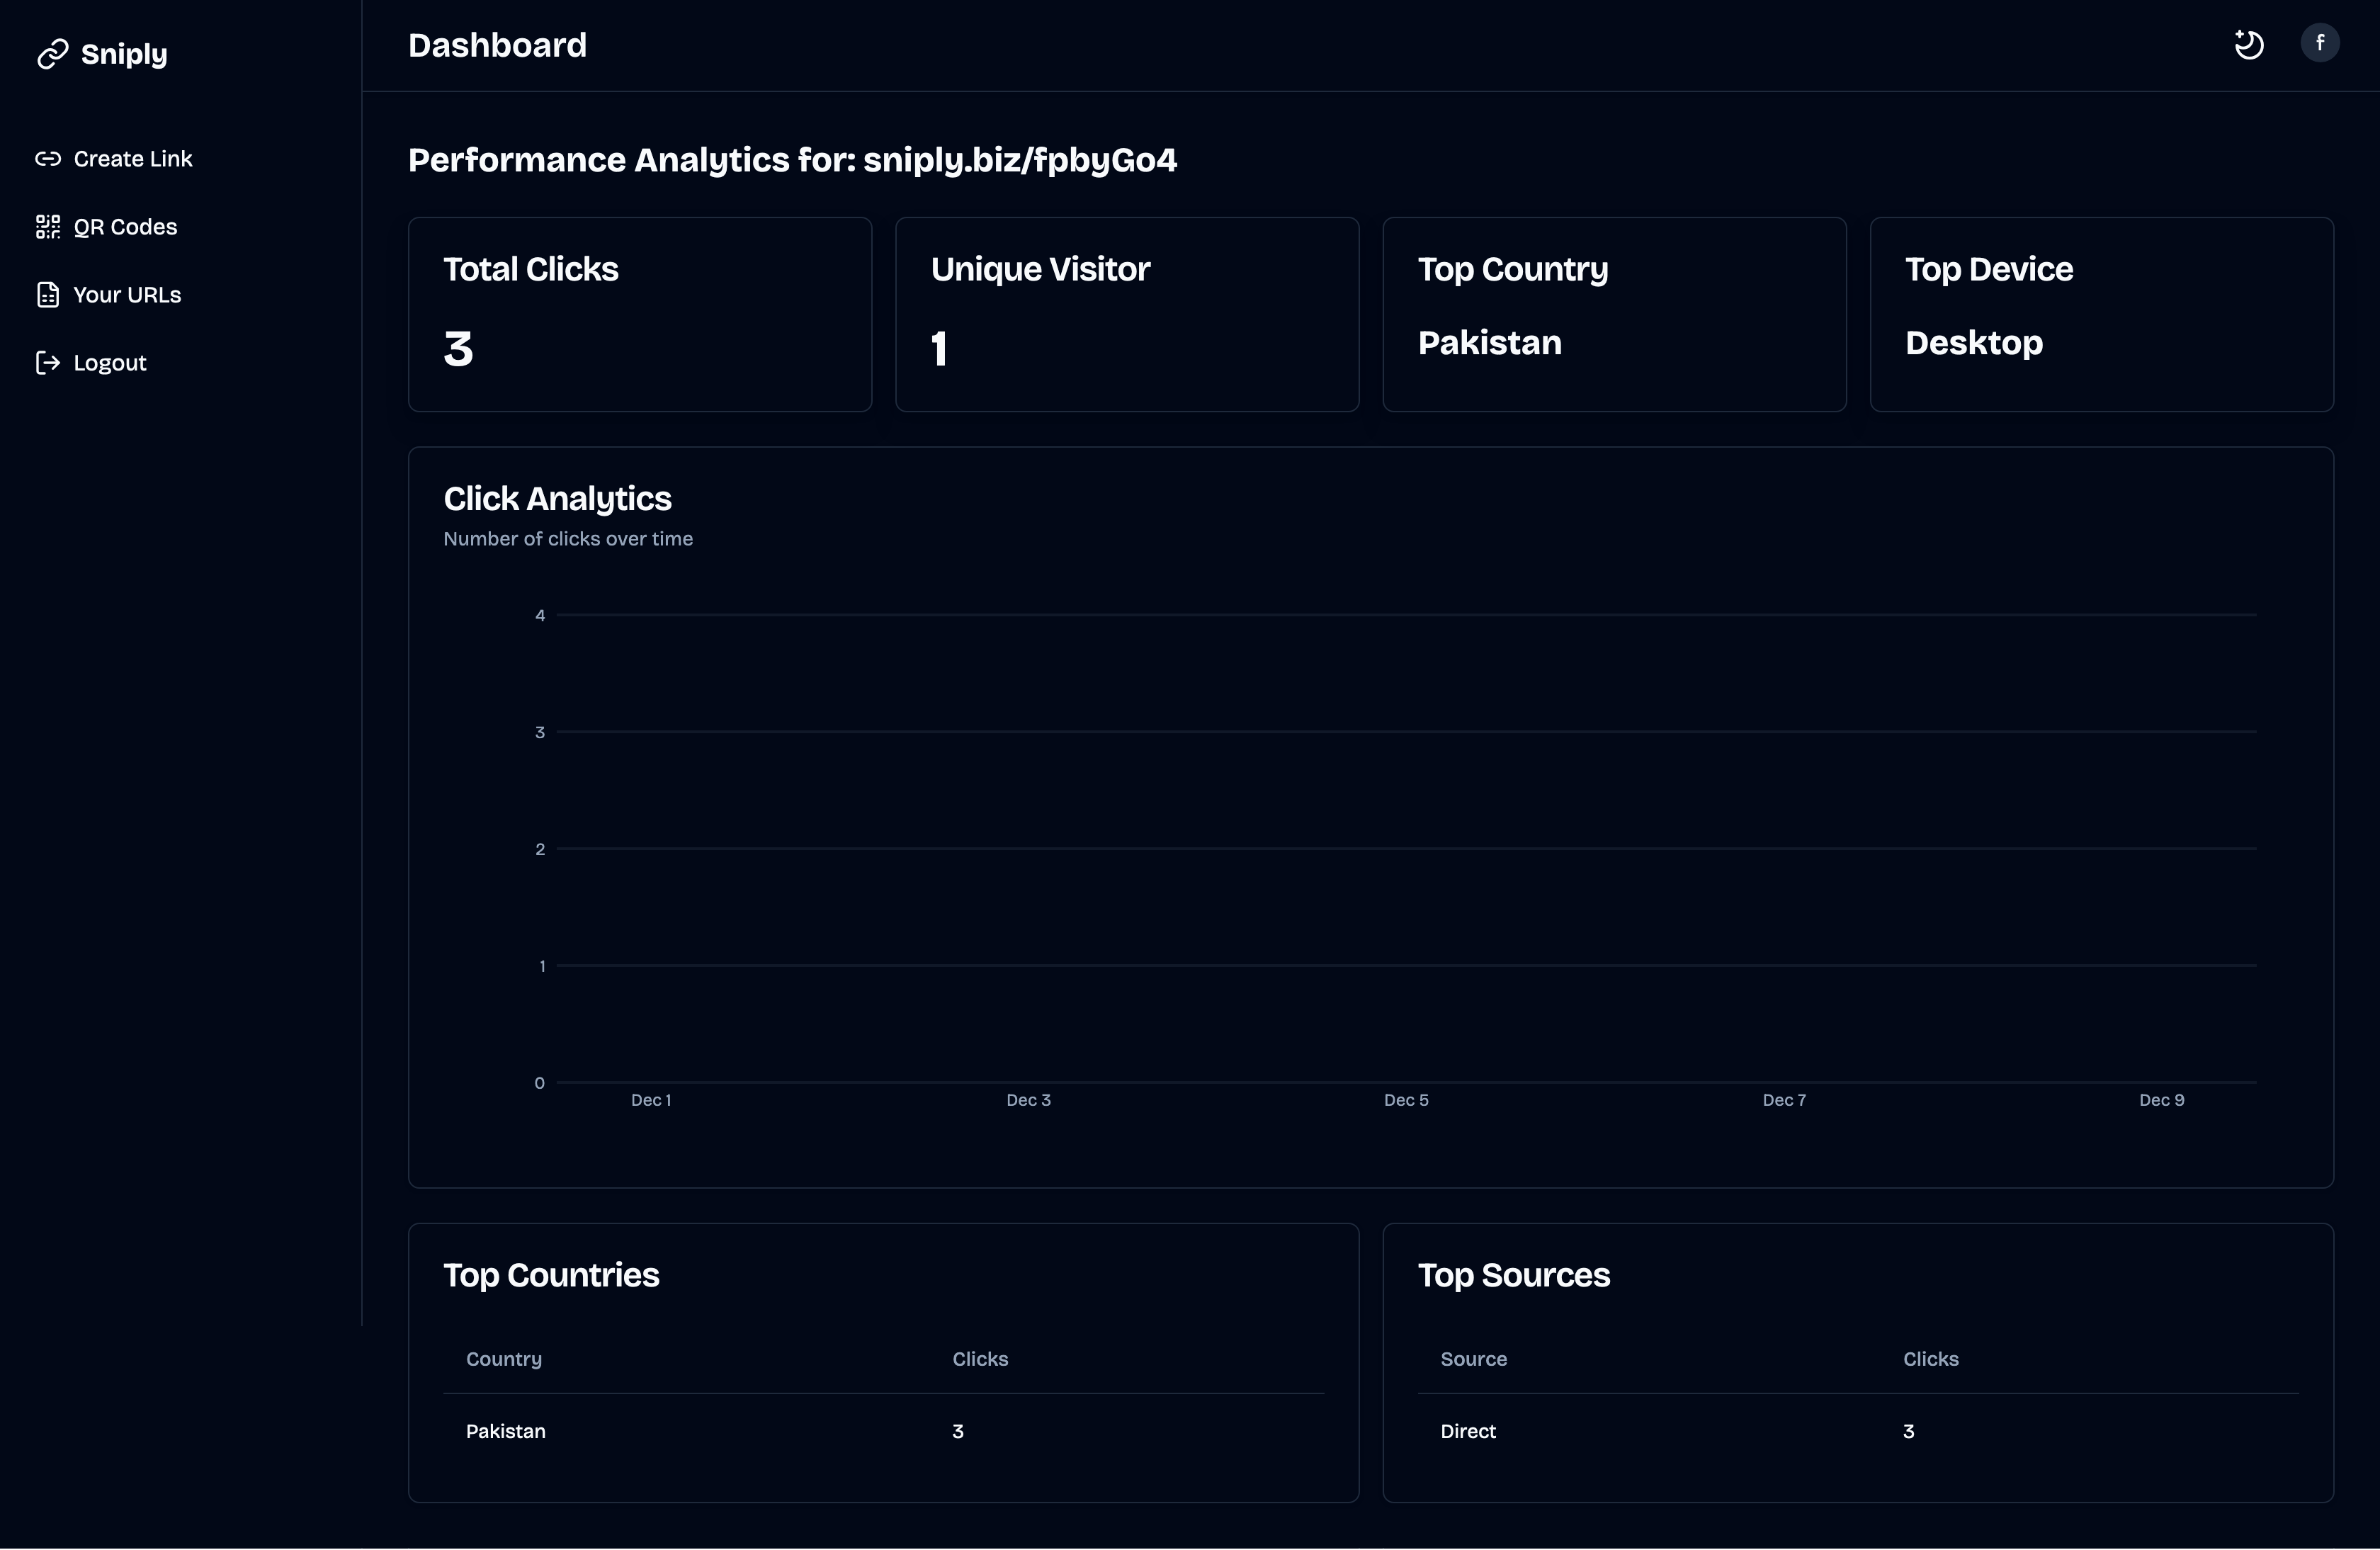 Sniply
Create Link
QR Codes
Your URLs
Logout
Dashboard
f
Performance Analytics for: sniply.biz/fpbyGo4
Total Clicks
3
Unique Visitor
1
Top Country
Pakistan
Top Device
Desktop
Click Analytics
Number of clicks over time
4
3
2
1
0
Dec 1 Dec 3 Dec 5 Dec 7 Dec 9
Top Countries
Country Clicks
Pakistan 3
Top Sources
Source Clicks
Direct 3